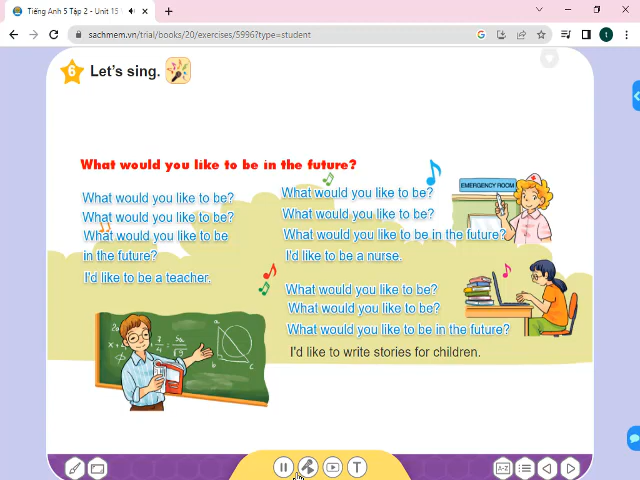 Tiếng Anh 5 Tập 2 - Unit 15
sachmem.vn/trial/books/20/exercises/5996?type=student
t
6 Let's sing.
What would you like to be in the future?
What would you like to be?
What would you like to be?
What would you like to be
in the future?
I'd like to be a teacher.
What would you like to be?
What would you like to be?
What would you like to be in the future?
I'd like to be a nurse.
EMERGENCY ROOM
What would you like to be?
What would you like to be?
What would you like to be in the future?
I'd like to write stories for children.
T
A-Z